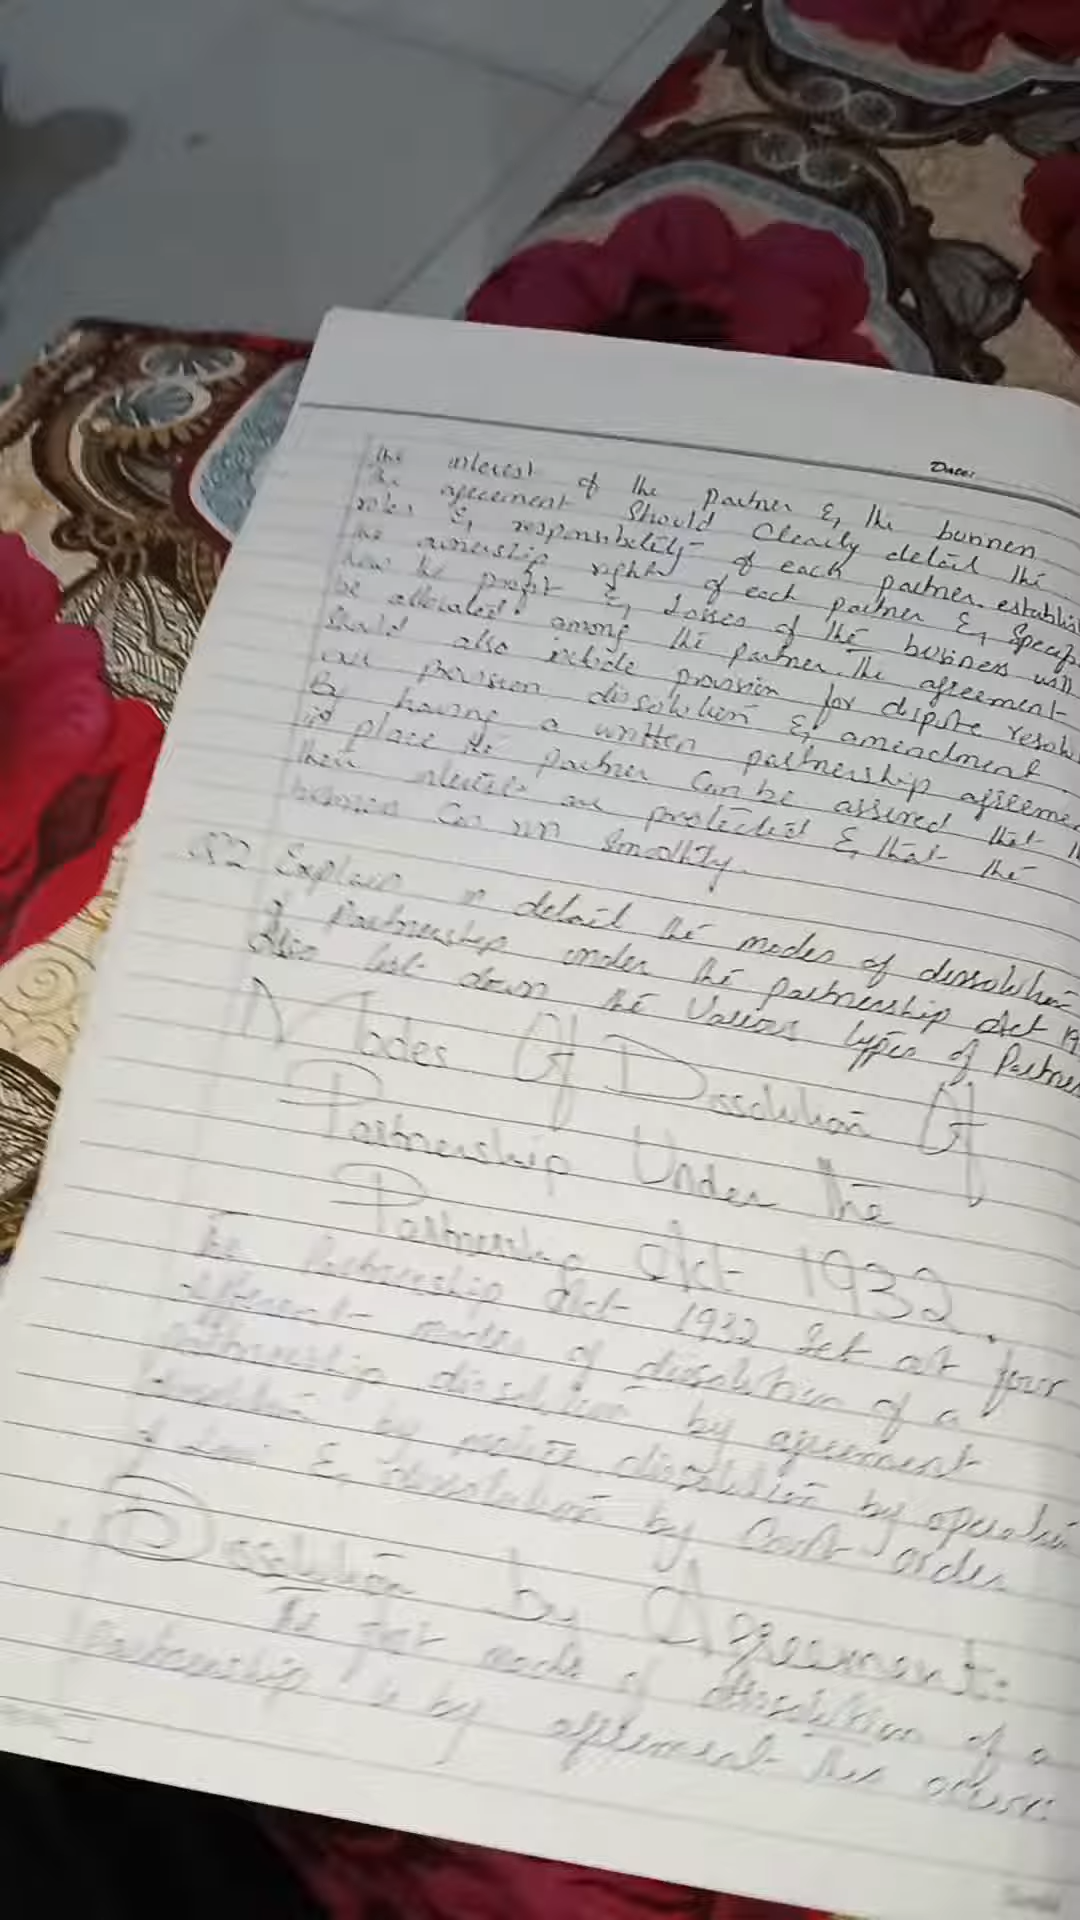 Date:
the interest of the partner & the bunnen
the agreement should Clearly detail the
roles & responsibility of each partner. establis
the ownership rights of each partner & Specify
how the profit & Losses of the business will
be allocated among the partner. The agreement
should also include provision for dipute resolu
provision dissolution & amendment.
By having a written partnership agreeme
in place the partner can be assured that
their interest are protected & that the
business Can run Smoothly.
Q2 Explain in detail the modes of dissolution
of Partnership under the partnership Act 19
Also list down the Various types of Partner
Modes Of Dissolution Of
Partnership Under the
Partnership Act 1932.
The Partnership Act 1932 Set out four
different modes of dissolution of a
partnership dissolution by agreement
dissolution by notice dissolution by operation
of Law & dissolution by Court order
Dissolution by Agreement:
The first mode of dissolution of a
Partnership is by agreement this occurs